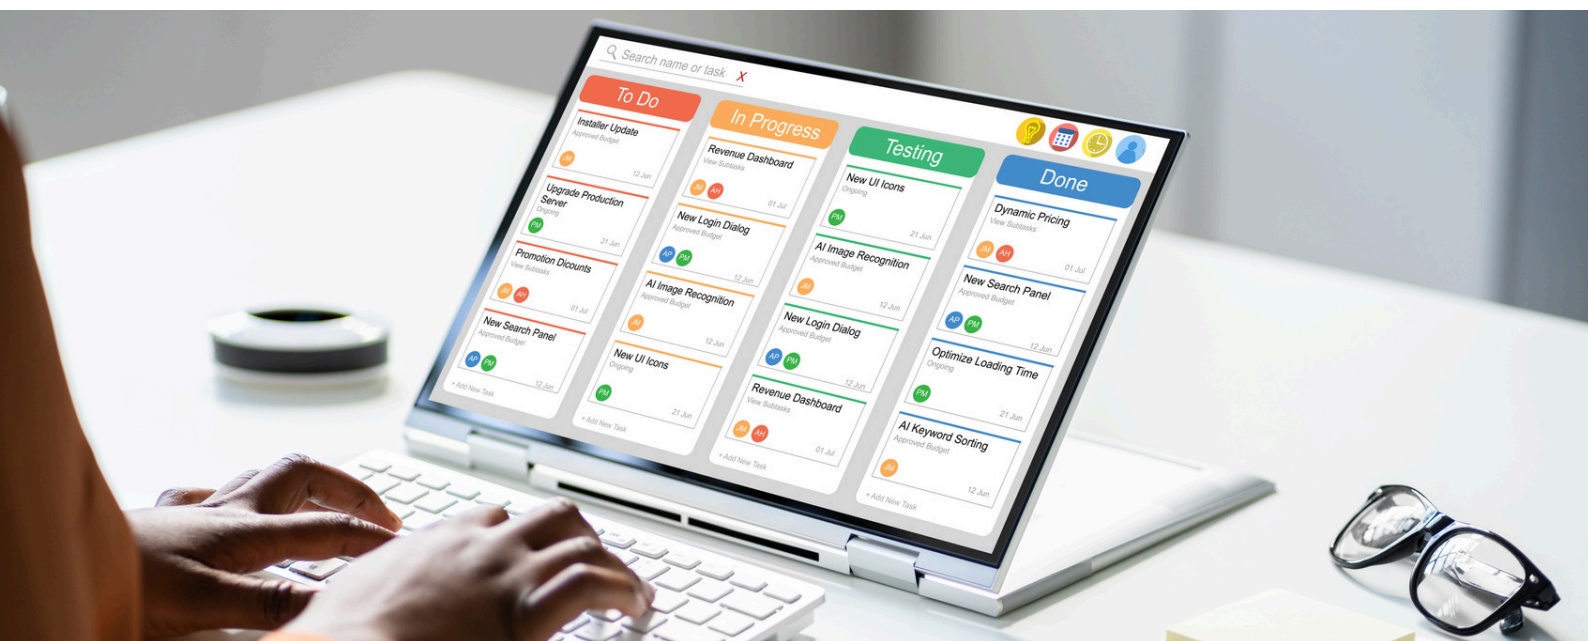 Search name or task X
To Do
Installer Update
Approved Budget
JM
12 Jun
Upgrade Production
Server
Ongoing
PM
21 Jun
Promotion Dicounts
View Subtasks
JM AH
01 Jul
New Search Panel
Approved Budget
AP PM
12 Jun
+ Add New Task
In Progress
Revenue Dashboard
View Subtasks
JM AH
01 Jul
New Login Dialog
Approved Budget
AP PM
12 Jun
AI Image Recognition
Approved Budget
JM
12 Jun
New UI Icons
Ongoing
PM
21 Jun
+ Add New Task
Testing
New UI Icons
Ongoing
PM
21 Jun
AI Image Recognition
Approved Budget
JM
12 Jun
New Login Dialog
Approved Budget
AP PM
12 Jun
Revenue Dashboard
View Subtasks
JM AH
01 Jul
+ Add New Task
Done
Dynamic Pricing
View Subtasks
JM AH
01 Jul
New Search Panel
Approved Budget
AP PM
12 Jun
Optimize Loading Time
Ongoing
PM
21 Jun
AI Keyword Sorting
Approved Budget
JM
12 Jun
+ Add New Task